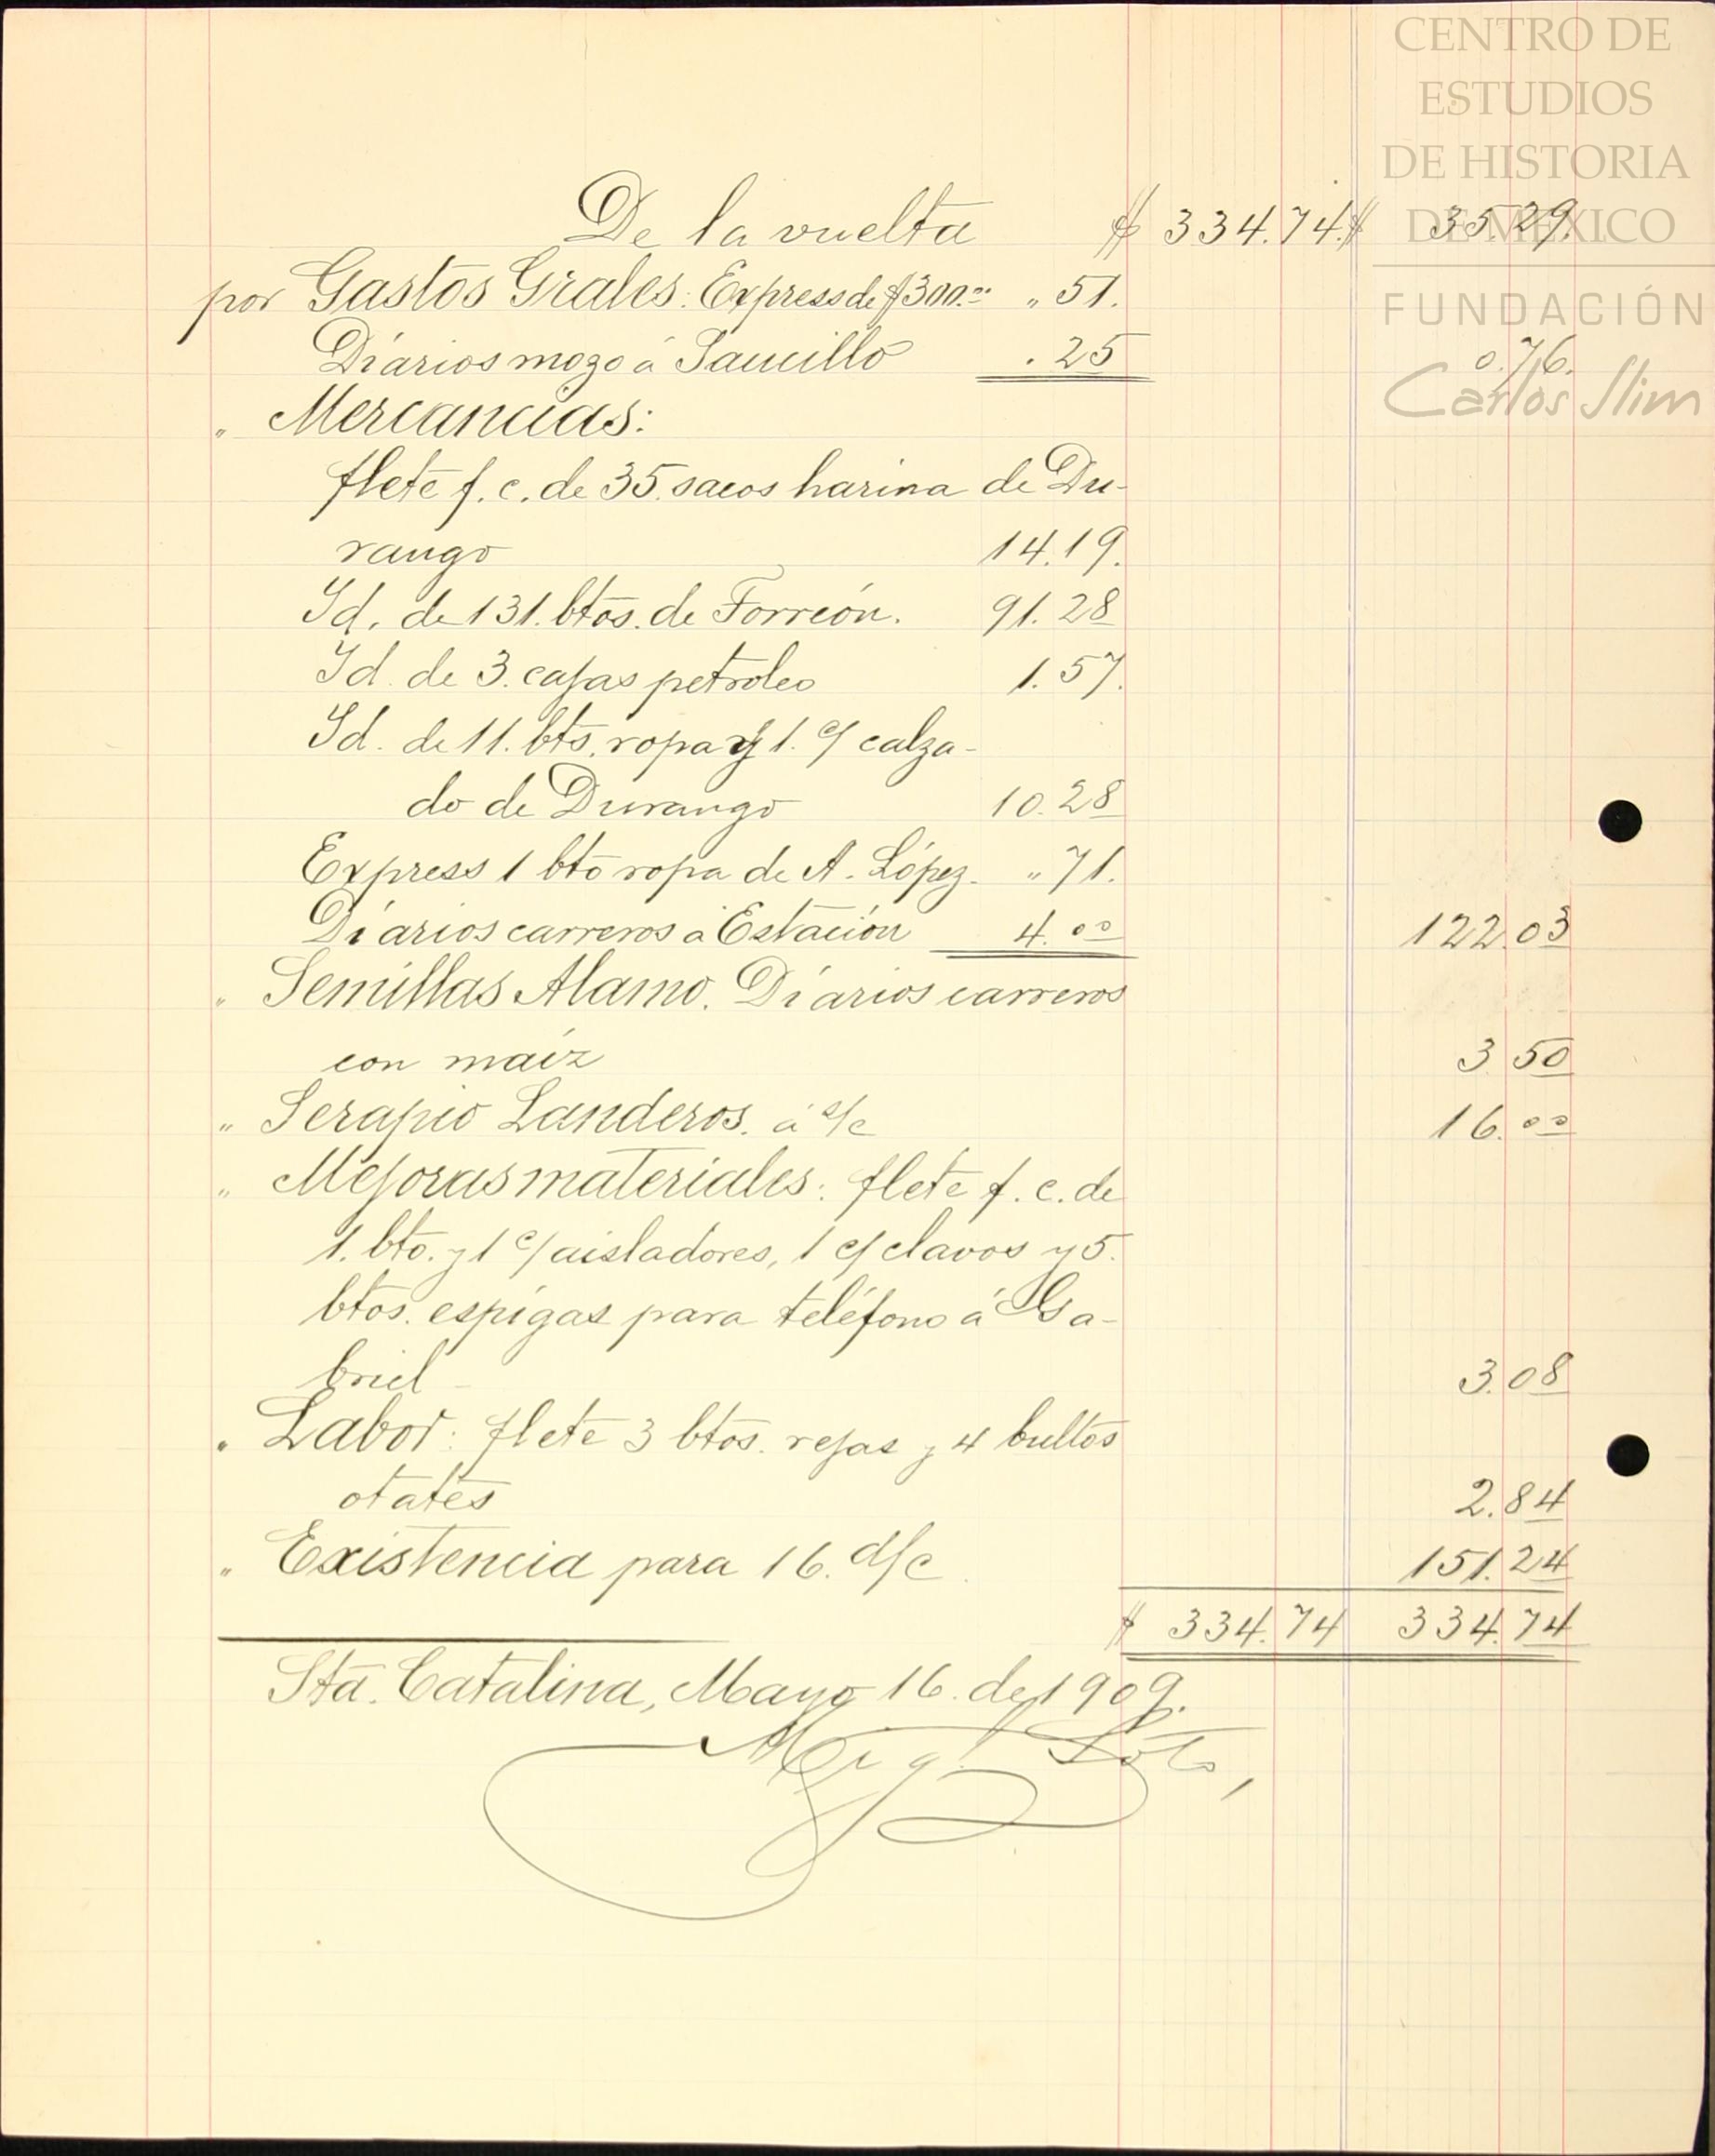 CENTRO DE
ESTUDIOS
DE HISTORIA
DE MÉXICO
FUNDACIÓN
Carlos Slim
De la vuelta $ 334.74. $ 35.29.
por Gastos Grales: Express de $300.00 " 51.
Diarios mozo á Saucillo . 25 0.76.
" Mercancias:
flete f. c. de 35. sacos harina de Du-
rango 14.19.
Id. de 131. btos. de Torreón. 91.28
Id. de 3. cajas petroleo 1.57.
Id. de 11. bts. ropa y 1. c/ calza-
do de Durango 10.28
Express 1 bto ropa de A. López. " 71.
Diarios carreros a Estación 4.00 122.03
" Semillas Alamo. Diarios carreros
con maíz 3.50
" Serapio Landeros. á s/c 16.00
" Mejoras materiales: flete f. c. de
1. bto. y 1 c/ aisladores, 1 c/ clavos y 5.
btos. espigas para teléfono á Ga-
briel 3.08
" Labor: flete 3 btos. rejas y 4 bultos
otates 2.84
" Existencia para 16. d/c 151.24
$ 334.74 334.74
Sta. Catalina, Mayo 16. de 1909.
Mig. Soto,